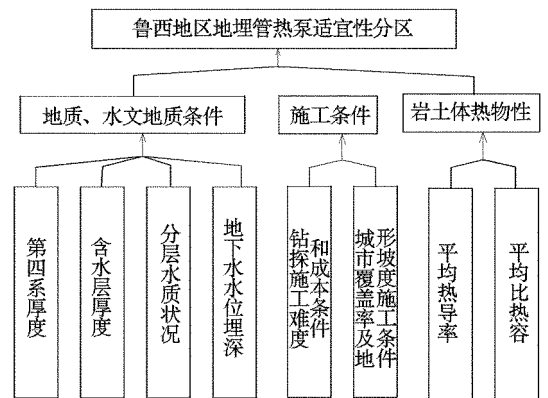 鲁西地区地埋管热泵适宜性分区
地质、水文地质条件
施工条件
岩土体热物性
第四系厚度
含水层厚度
分层水质状况
地下水水位埋深
钻探施工难度
和成本条件
城市覆盖率及地
形坡度施工条件
平均热导率
平均比热容